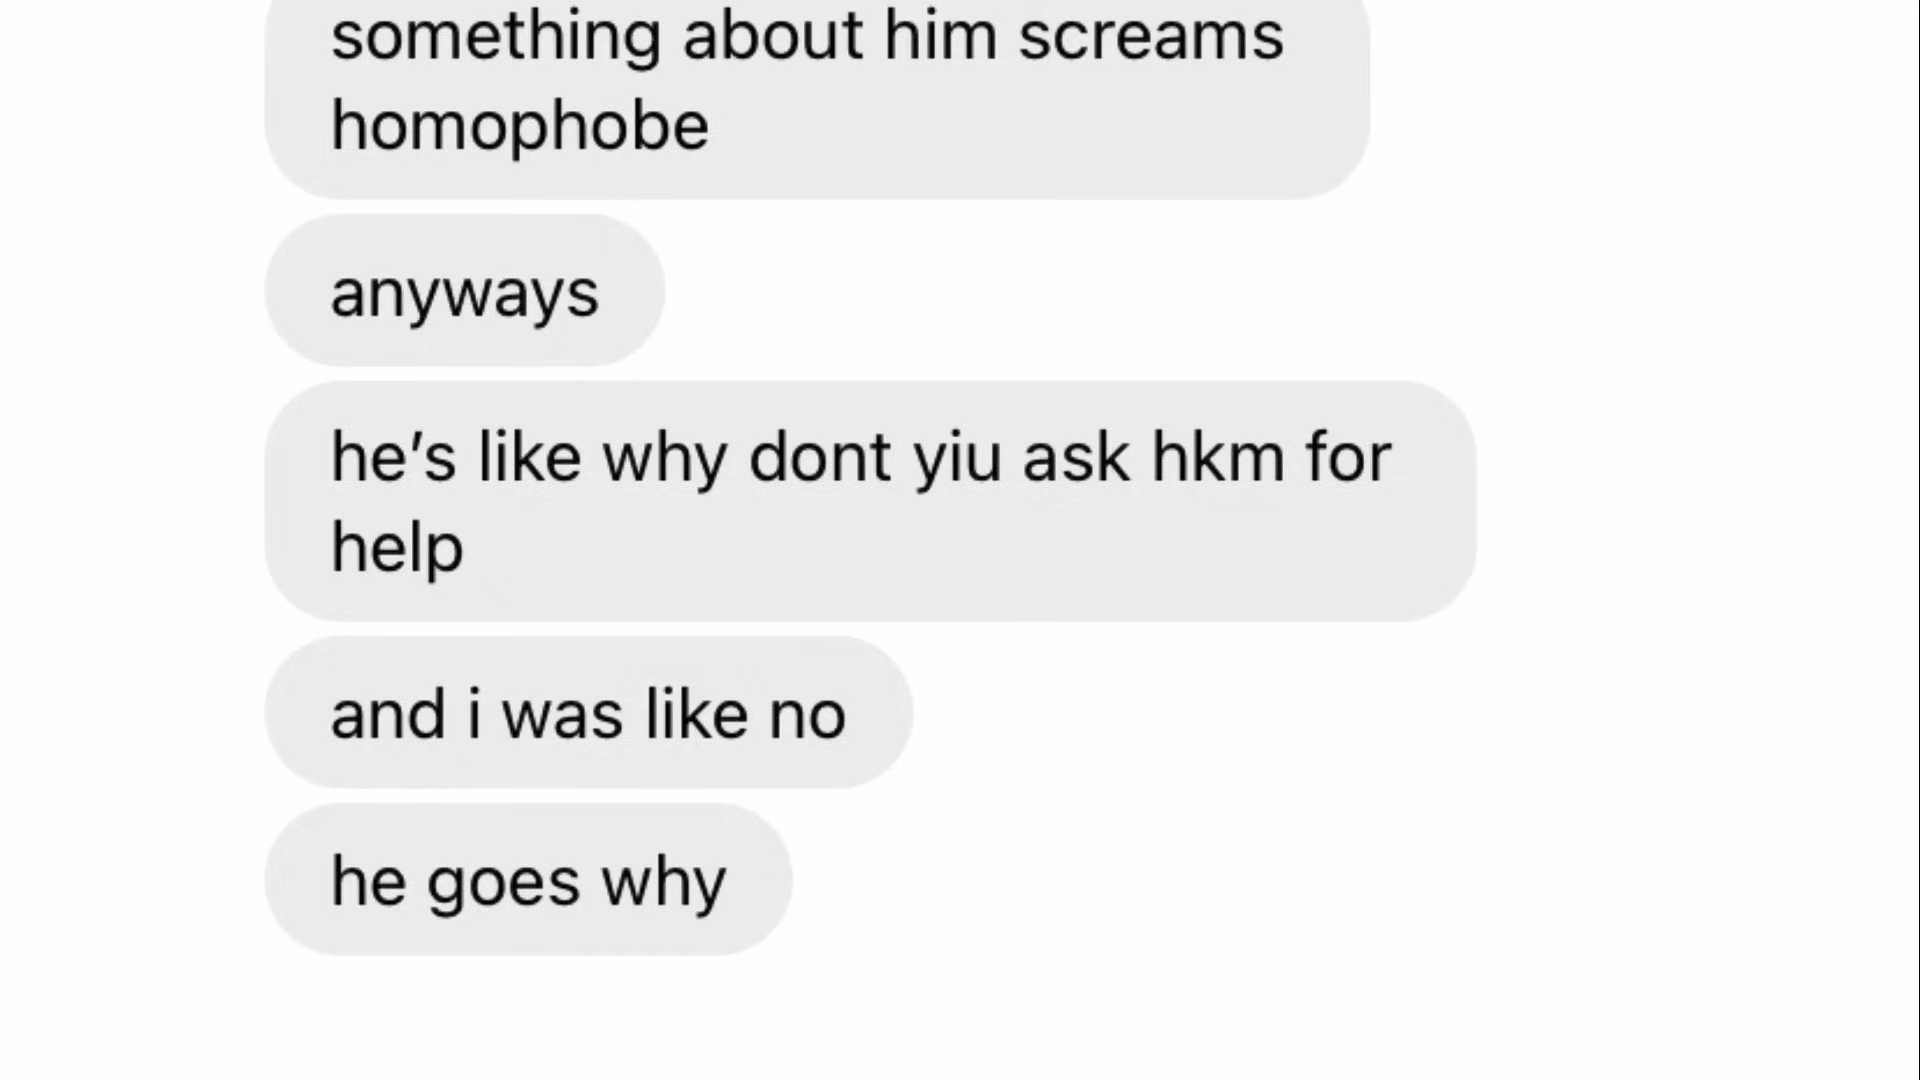 something about him screams
homophobe
anyways
he’s like why dont yiu ask hkm for
help
and i was like no
he goes why